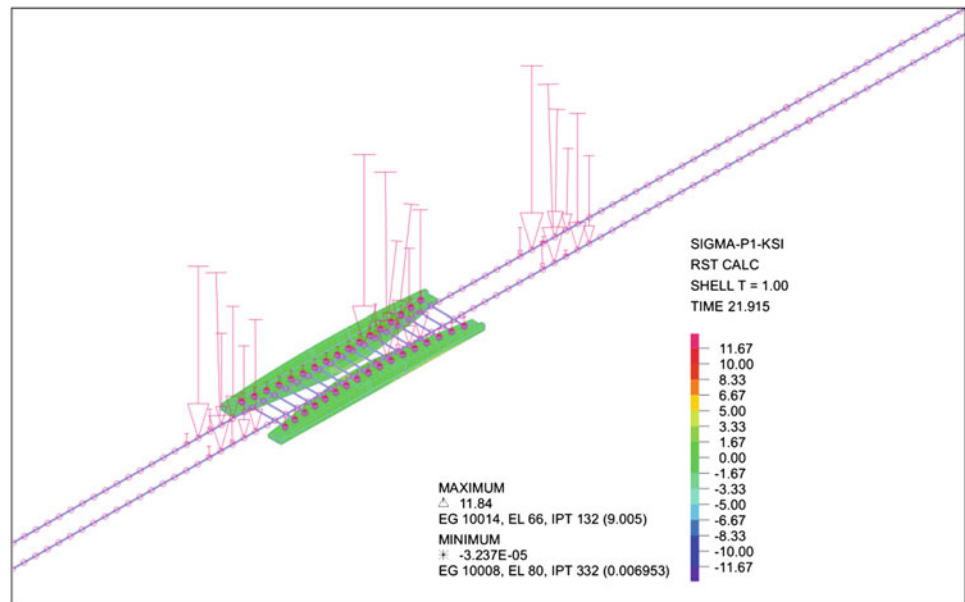 SIGMA-P1-KSI
RST CALC
SHELL T = 1.00
TIME 21.915
11.67
10.00
8.33
6.67
5.00
3.33
1.67
0.00
-1.67
-3.33
-5.00
-6.67
-8.33
-10.00
-11.67
MAXIMUM
△ 11.84
EG 10014, EL 66, IPT 132 (9.005)
MINIMUM
✳ -3.237E-05
EG 10008, EL 80, IPT 332 (0.006953)